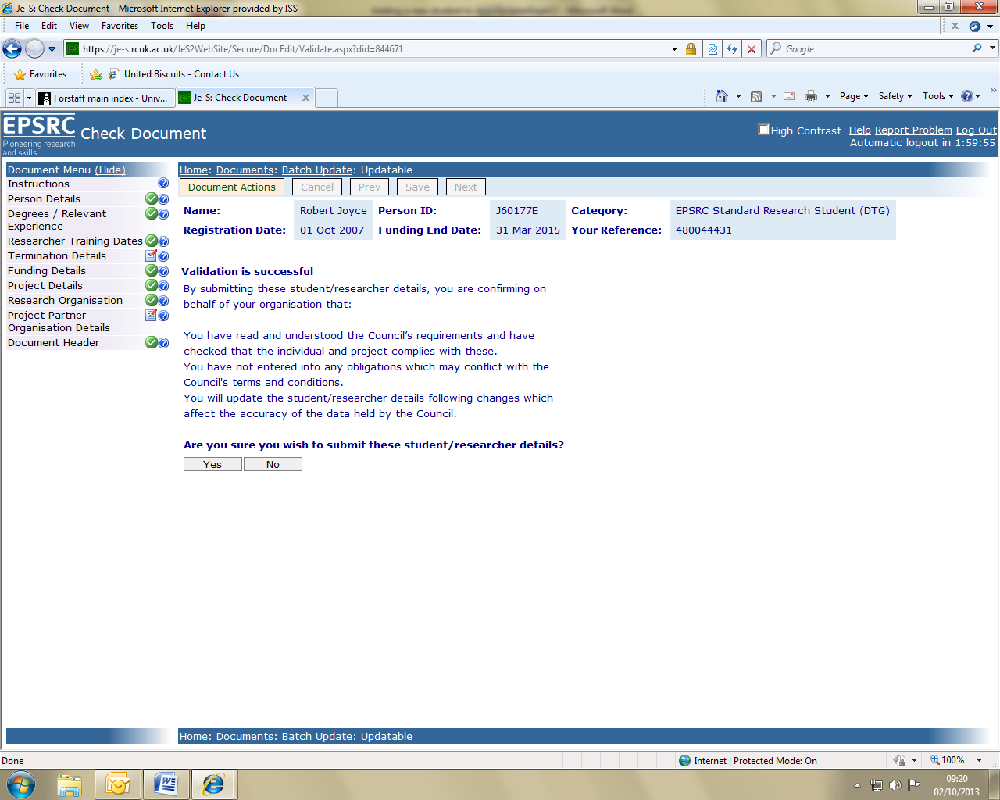 Je-S: Check Document - Microsoft Internet Explorer provided by ISS
File Edit View Favorites Tools Help
https://je-s.rcuk.ac.uk/JeS2WebSite/Secure/DocEdit/Validate.aspx?did=844671
Google
Favorites United Biscuits - Contact Us
Forstaff main index - Univ... Je-S: Check Document
Page Safety Tools
EPSRC
Pioneering research
and skills
Check Document
High Contrast Help Report Problem Log Out
Automatic logout in 1:59:55
Document Menu (Hide)
Instructions
Person Details
Degrees / Relevant
Experience
Researcher Training Dates
Termination Details
Funding Details
Project Details
Research Organisation
Project Partner
Organisation Details
Document Header
Home: Documents: Batch Update: Updatable
Document Actions Cancel Prev Save Next
Name: Robert Joyce Person ID: J60177E Category: EPSRC Standard Research Student (DTG)
Registration Date: 01 Oct 2007 Funding End Date: 31 Mar 2015 Your Reference: 480044431
Validation is successful
By submitting these student/researcher details, you are confirming on
behalf of your organisation that:
You have read and understood the Council’s requirements and have
checked that the individual and project complies with these.
You have not entered into any obligations which may conflict with the
Council's terms and conditions.
You will update the student/researcher details following changes which
affect the accuracy of the data held by the Council.
Are you sure you wish to submit these student/researcher details?
Yes No
Home: Documents: Batch Update: Updatable
Done
Internet | Protected Mode: On
100%
09:20
02/10/2013